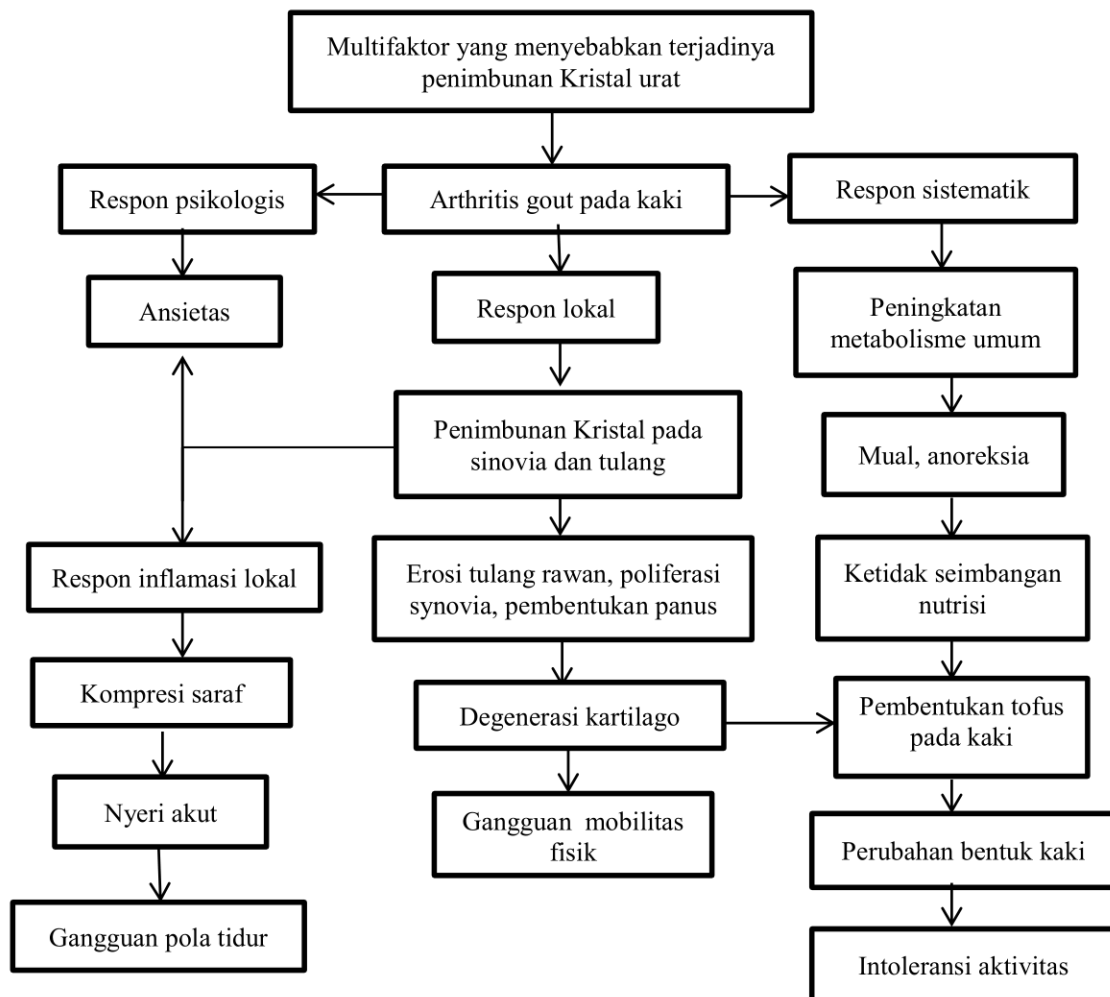 Multifaktor yang menyebabkan terjadinya
penimbunan Kristal urat
Respon psikologis
Arthritis gout pada kaki
Respon sistematik
Ansietas
Respon lokal
Peningkatan
metabolisme umum
Penimbunan Kristal pada
sinovia dan tulang
Mual, anoreksia
Respon inflamasi lokal
Erosi tulang rawan, poliferasi
synovia, pembentukan panus
Ketidak seimbangan
nutrisi
Kompresi saraf
Degenerasi kartilago
Pembentukan tofus
pada kaki
Nyeri akut
Gangguan mobilitas
fisik
Perubahan bentuk kaki
Gangguan pola tidur
Intoleransi aktivitas